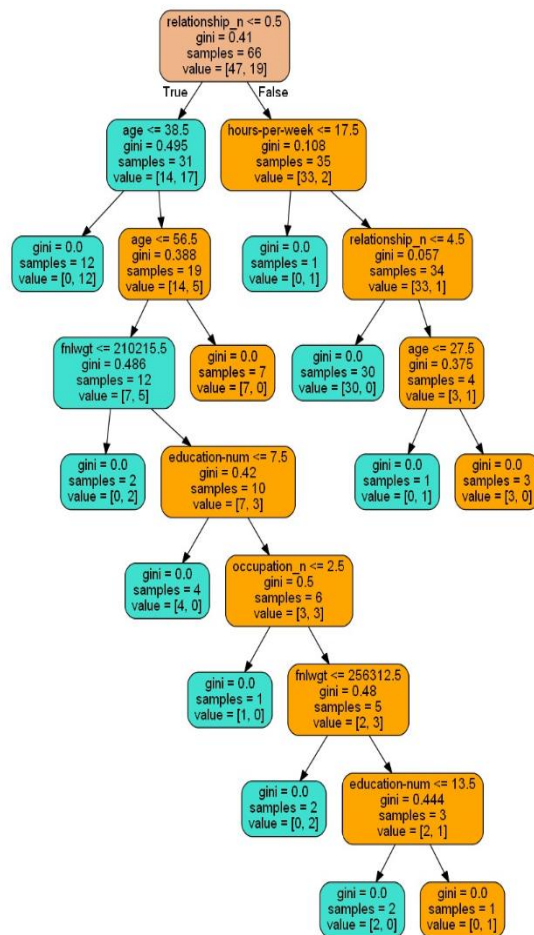 relationship_n <= 0.5
gini = 0.41
samples = 66
value = [47, 19]
True
False
age <= 38.5
gini = 0.495
samples = 31
value = [14, 17]
hours-per-week <= 17.5
gini = 0.108
samples = 35
value = [33, 2]
gini = 0.0
samples = 12
value = [0, 12]
age <= 56.5
gini = 0.388
samples = 19
value = [14, 5]
gini = 0.0
samples = 1
value = [0, 1]
relationship_n <= 4.5
gini = 0.057
samples = 34
value = [33, 1]
fnlwgt <= 210215.5
gini = 0.486
samples = 12
value = [7, 5]
gini = 0.0
samples = 7
value = [7, 0]
gini = 0.0
samples = 30
value = [30, 0]
age <= 27.5
gini = 0.375
samples = 4
value = [3, 1]
gini = 0.0
samples = 2
value = [0, 2]
education-num <= 7.5
gini = 0.42
samples = 10
value = [7, 3]
gini = 0.0
samples = 1
value = [0, 1]
gini = 0.0
samples = 3
value = [3, 0]
gini = 0.0
samples = 4
value = [4, 0]
occupation_n <= 2.5
gini = 0.5
samples = 6
value = [3, 3]
gini = 0.0
samples = 1
value = [1, 0]
fnlwgt <= 256312.5
gini = 0.48
samples = 5
value = [2, 3]
gini = 0.0
samples = 2
value = [0, 2]
education-num <= 13.5
gini = 0.444
samples = 3
value = [2, 1]
gini = 0.0
samples = 2
value = [2, 0]
gini = 0.0
samples = 1
value = [0, 1]